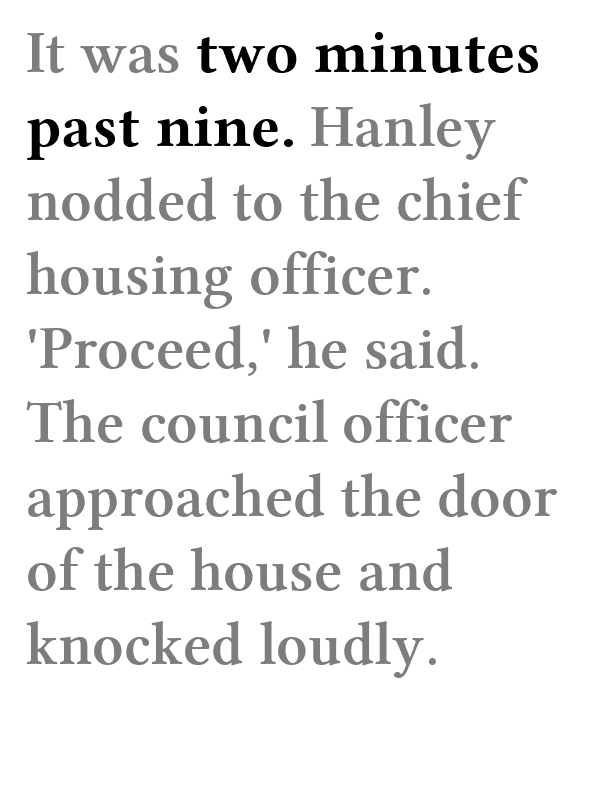 It was two minutes
past nine. Hanley
nodded to the chief
housing officer.
'Proceed,' he said.
The council officer
approached the door
of the house and
knocked loudly.